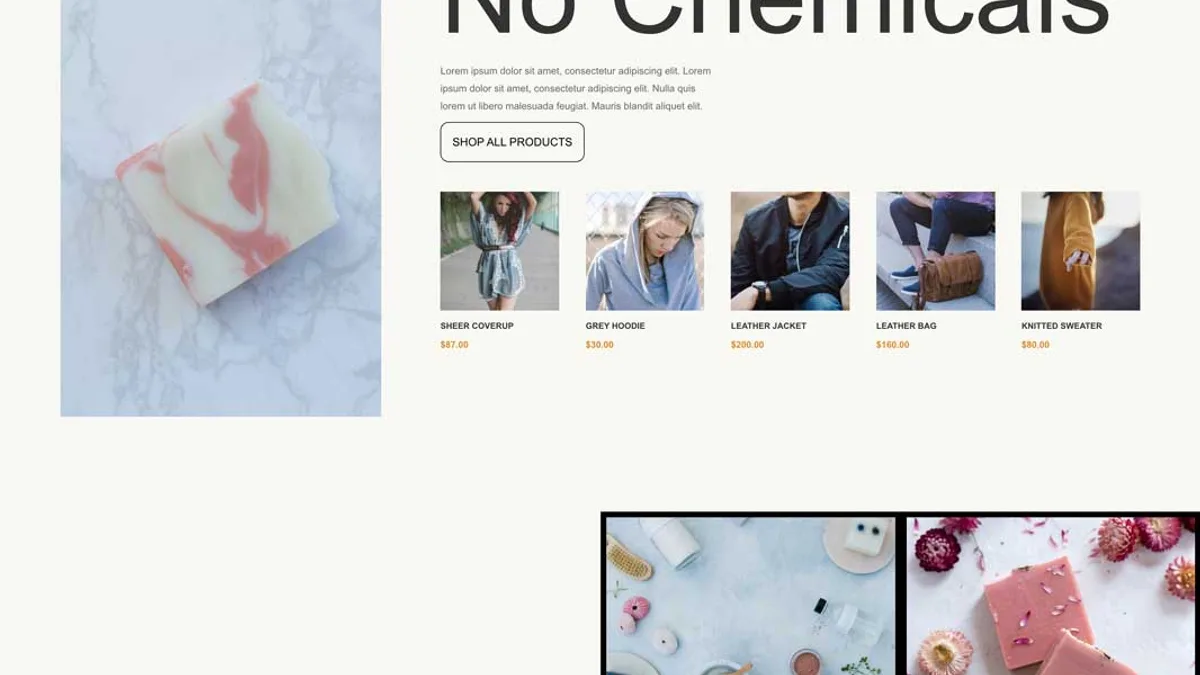 No Chemicals
Lorem ipsum dolor sit amet, consectetur adipiscing elit. Lorem
ipsum dolor sit amet, consectetur adipiscing elit. Nulla quis
lorem ut libero malesuada feugiat. Mauris blandit aliquet elit.
SHOP ALL PRODUCTS
SHEER COVERUP
GREY HOODIE
LEATHER JACKET
LEATHER BAG
KNITTED SWEATER
$87.00
$30.00
$200.00
$160.00
$80.00